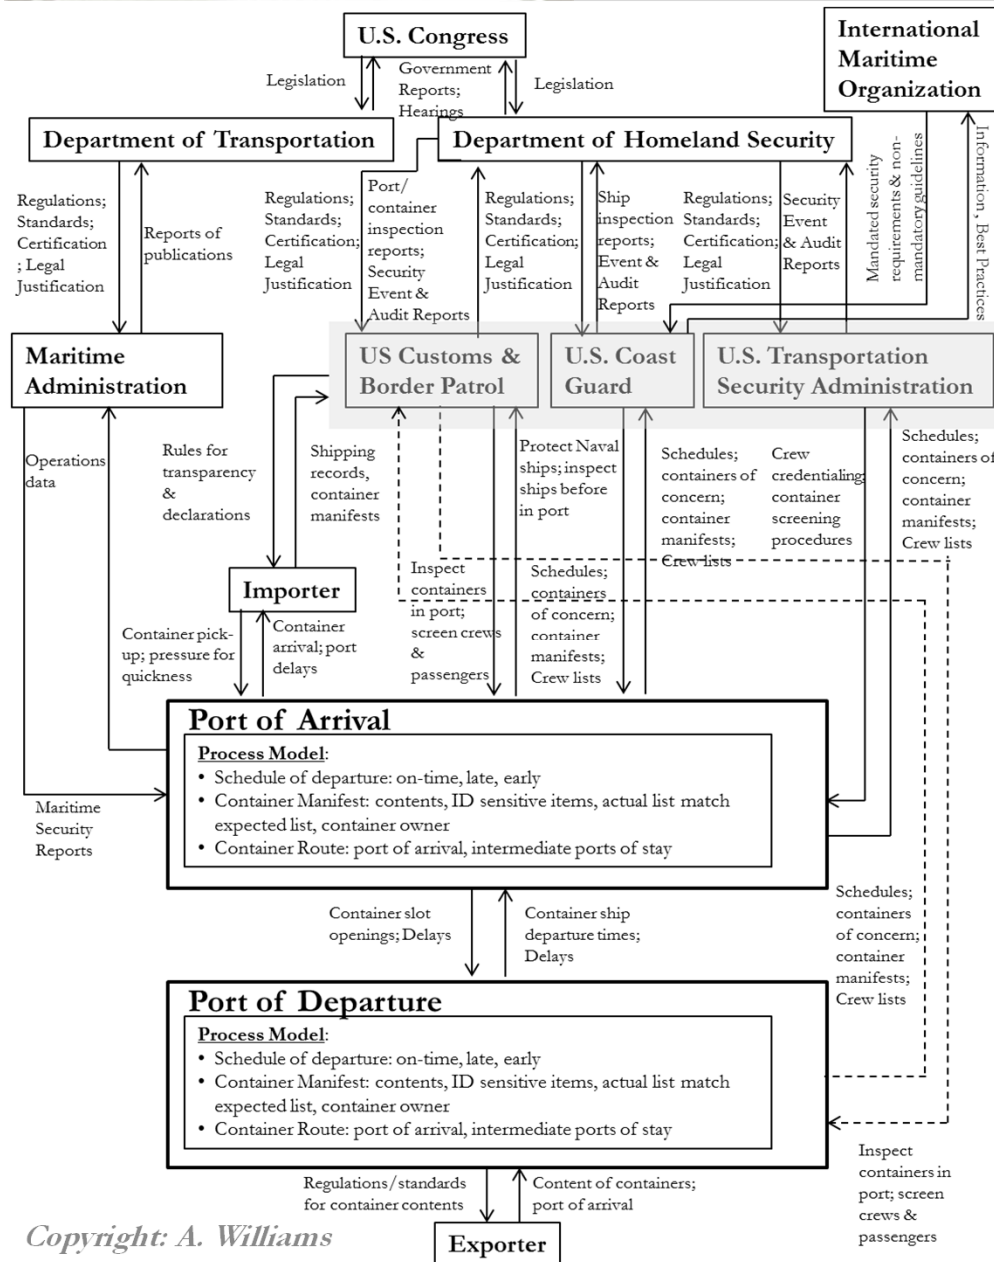 U.S. Congress
International
Maritime
Organization
Legislation
Government
Reports;
Hearings
Legislation
Department of Transportation
Department of Homeland Security
Regulations;
Standards;
Certification
; Legal
Justification
Reports of
publications
Regulations;
Standards;
Certification;
Legal
Justification
Port/
container
inspection
reports;
Security
Event &
Audit Reports
Regulations;
Standards;
Certification;
Legal
Justification
Ship
inspection
reports;
Event &
Audit
Reports
Regulations;
Standards;
Certification;
Legal
Justification
Security
Event
& Audit
Reports
Mandated security
requirements & non-
mandatory guidelines
Information , Best Practices
Maritime
Administration
US Customs &
Border Patrol
U.S. Coast
Guard
U.S. Transportation
Security Administration
Operations
data
Rules for
transparency
&
declarations
Shipping
records,
container
manifests
Protect Naval
ships; inspect
ships before
in port
Schedules;
containers of
concern;
container
manifests;
Crew lists
Crew
credentialing;
container
screening
procedures
Schedules;
containers of
concern;
container
manifests;
Crew lists
Importer
Inspect
containers
in port;
screen crews
&
passengers
Schedules;
containers
of concern;
container
manifests;
Crew lists
Container pick-
up; pressure for
quickness
Container
arrival; port
delays
Port of Arrival
Process Model:
• Schedule of departure: on-time, late, early
• Container Manifest: contents, ID sensitive items, actual list match
expected list, container owner
• Container Route: port of arrival, intermediate ports of stay
Maritime
Security
Reports
Container slot
openings; Delays
Container ship
departure times;
Delays
Schedules;
containers
of concern;
container
manifests;
Crew lists
Port of Departure
Process Model:
• Schedule of departure: on-time, late, early
• Container Manifest: contents, ID sensitive items, actual list match
expected list, container owner
• Container Route: port of arrival, intermediate ports of stay
Regulations/standards
for container contents
Content of containers;
port of arrival
Inspect
containers in
port; screen
crews &
passengers
Copyright: A. Williams
Exporter